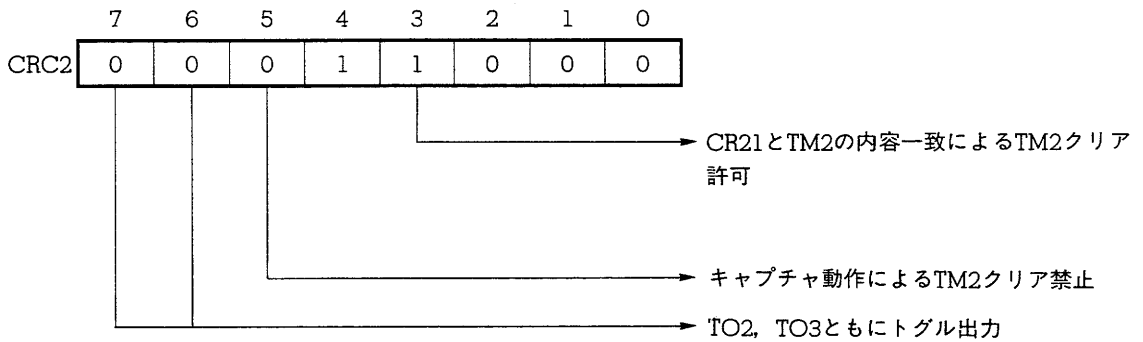 7 6 5 4 3 2 1 0
CRC2 0 0 0 1 1 0 0 0
CR21とTM2の内容一致によるTM2クリア
許可
キャプチャ動作によるTM2クリア禁止
TO2, TO3ともにトグル出力